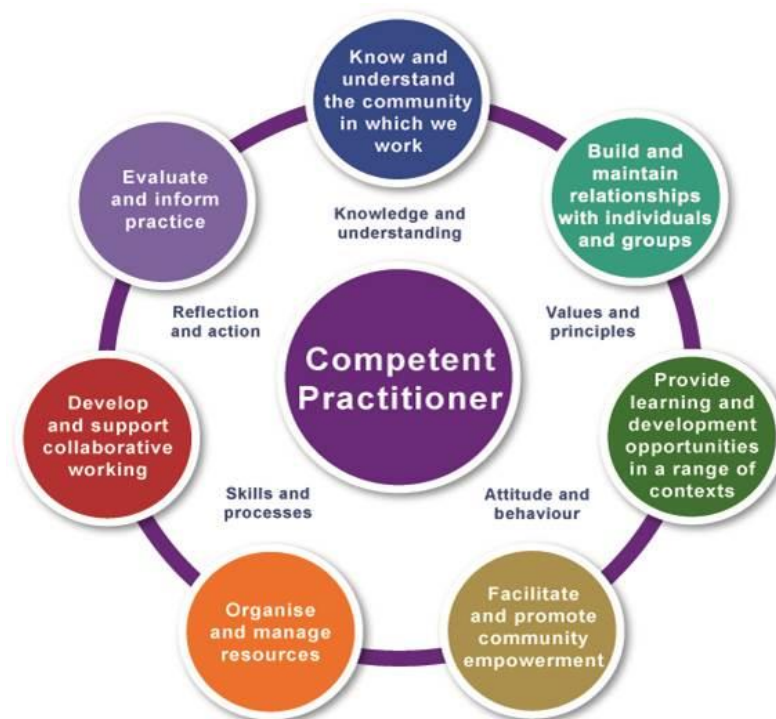 Know and
understand
the community
in which we
work
Build and
maintain
relationships
with individuals
and groups
Provide
learning and
development
opportunities
in a range of
contexts
Facilitate
and promote
community
empowerment
Organise
and manage
resources
Develop
and support
collaborative
working
Evaluate
and inform
practice
Knowledge and
understanding
Values and
principles
Attitude and
behaviour
Skills and
processes
Reflection
and action
Competent
Practitioner